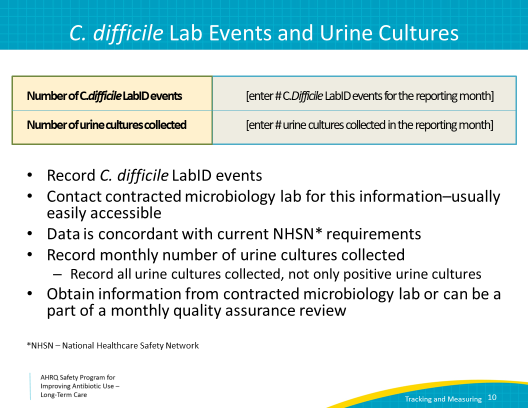 C. difficile Lab Events and Urine Cultures
Number of C.difficile LabID events [enter # C.Difficile LabID events for the reporting month]
Number of urine cultures collected [enter # urine cultures collected in the reporting month]
• Record C. difficile LabID events
• Contact contracted microbiology lab for this information–usually
easily accessible
• Data is concordant with current NHSN* requirements
• Record monthly number of urine cultures collected
– Record all urine cultures collected, not only positive urine cultures
• Obtain information from contracted microbiology lab or can be a
part of a monthly quality assurance review
*NHSN – National Healthcare Safety Network
AHRQ Safety Program for
Improving Antibiotic Use –
Long-Term Care
Tracking and Measuring 10